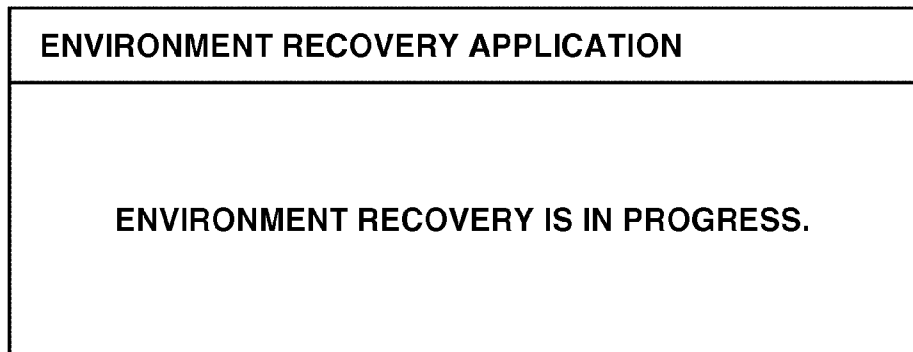 ENVIRONMENT RECOVERY APPLICATION
ENVIRONMENT RECOVERY IS IN PROGRESS.